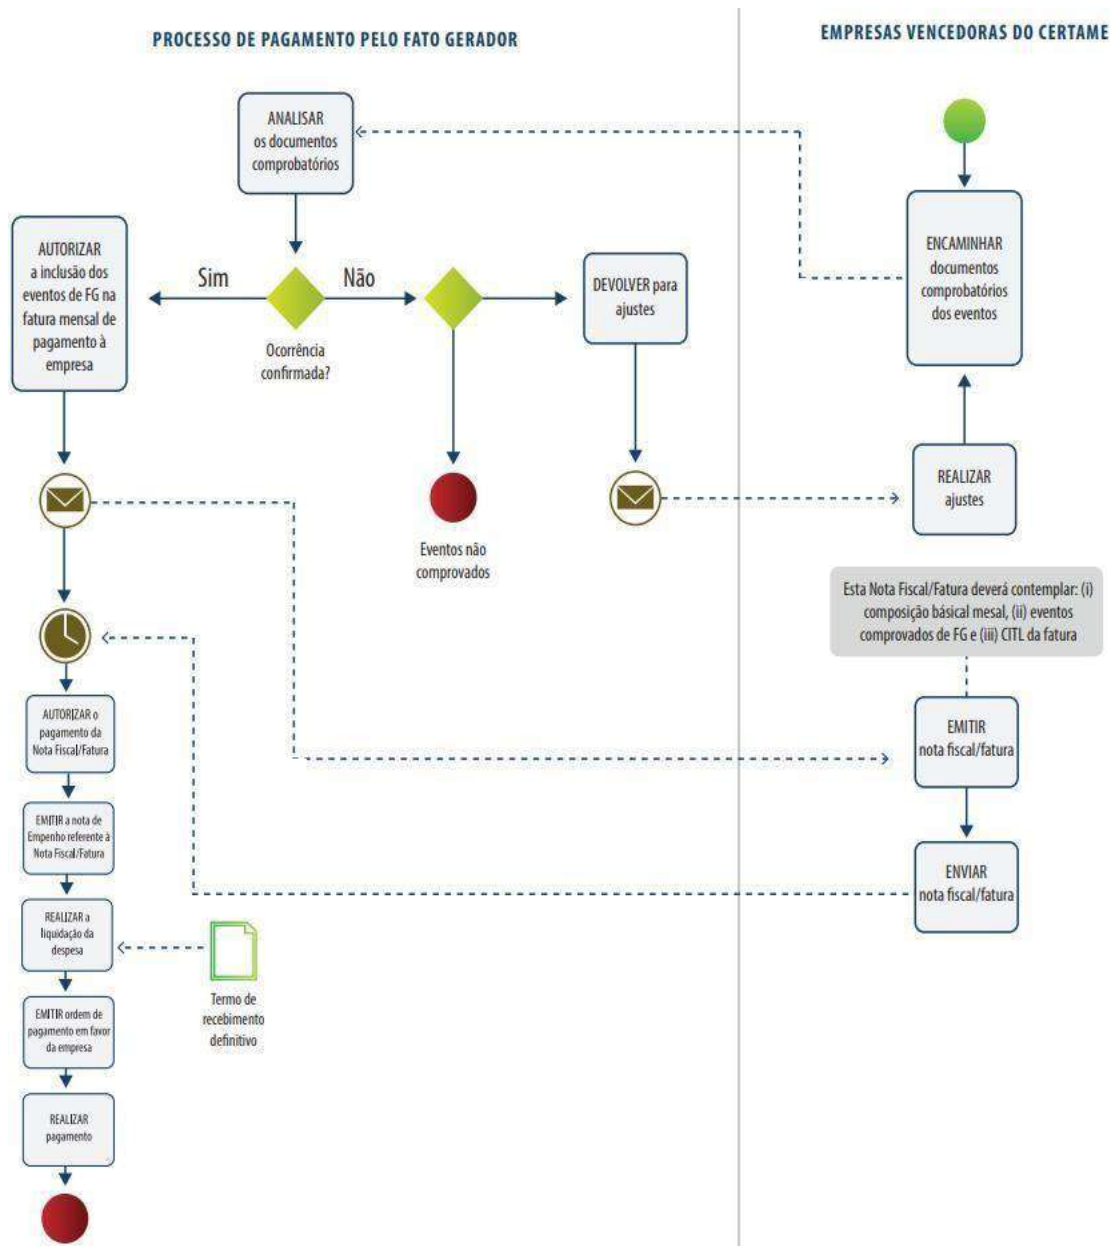 PROCESSO DE PAGAMENTO PELO FATO GERADOR
EMPRESAS VENCEDORAS DO CERTAME
ANALISAR
os documentos
comprobatórios
AUTORIZAR
a inclusão dos
eventos de FG na
fatura mensal de
pagamento à
empresa
Sim
Não
Ocorrência
confirmada?
DEVOLVER para
ajustes
ENCAMINHAR
documentos
comprobatórios
dos eventos
REALIZAR
ajustes
Eventos não
comprovados
Esta Nota Fiscal/Fatura deverá contemplar: (i)
composição básical mesal, (ii) eventos
comprovados de FG e (iii) CITL da fatura
AUTORIZAR o
pagamento da
Nota Fiscal/Fatura
EMITIR
nota fiscal/fatura
EMITIR a nota de
Empenho referente à
Nota Fiscal/Fatura
ENVIAR
nota fiscal/fatura
REALIZAR a
liquidação da
despesa
Termo de
recebimento
definitivo
EMITIR ordem de
pagamento em favor
da empresa
REALIZAR
pagamento